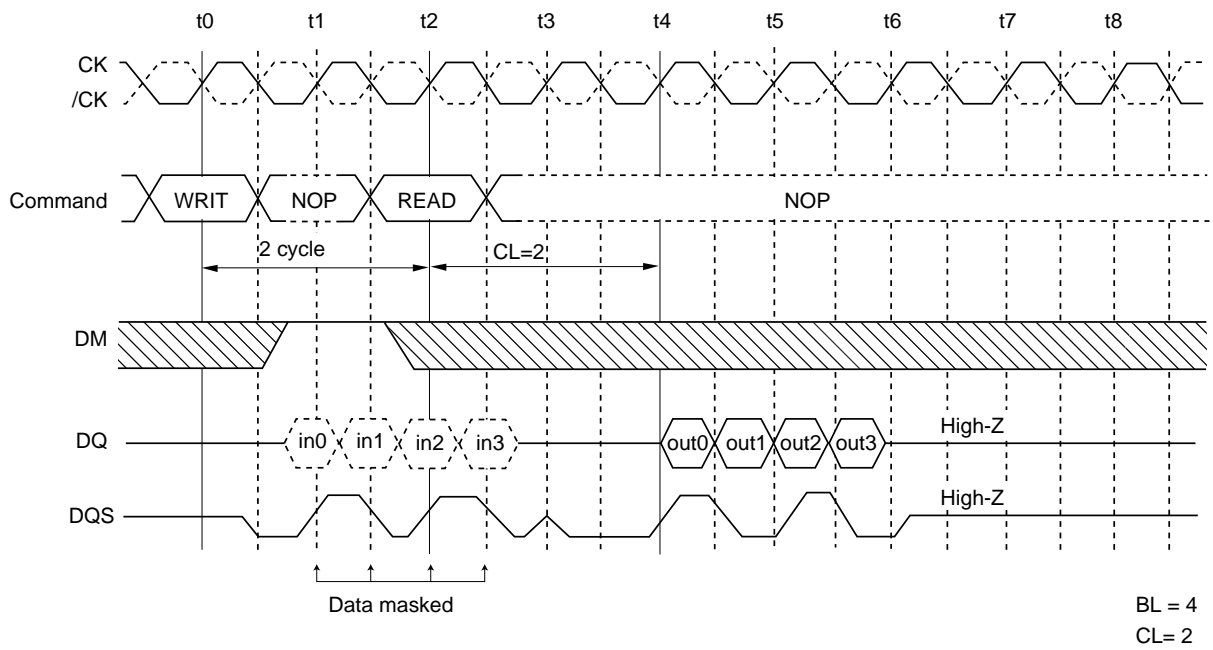 t0 t1 t2 t3 t4 t5 t6 t7 t8
CK
/CK
Command WRIT NOP READ NOP
2 cycle CL=2
DM
DQ in0 in1 in2 in3 out0 out1 out2 out3 High-Z
DQS High-Z
Data masked
BL = 4
CL= 2